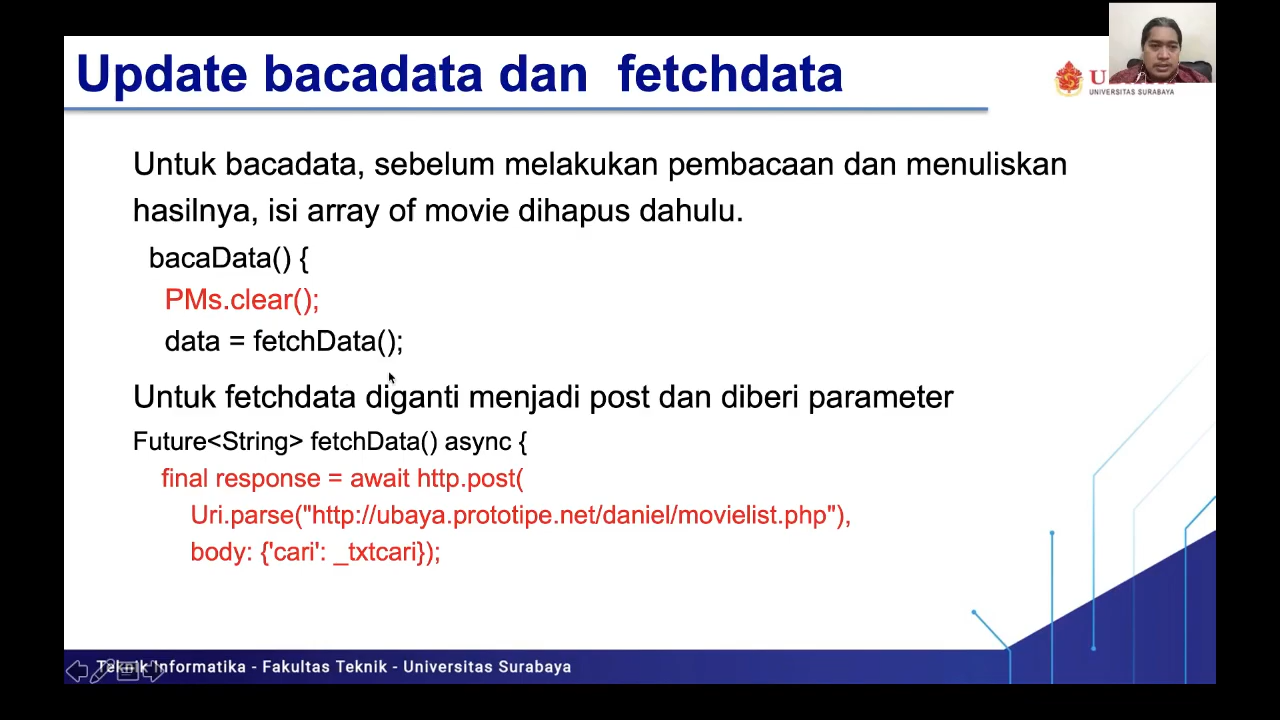 Update bacadata dan fetchdata
UNIVERSITAS SURABAYA
Untuk bacadata, sebelum melakukan pembacaan dan menuliskan
hasilnya, isi array of movie dihapus dahulu.
bacaData() {
PMs.clear();
data = fetchData();
Untuk fetchdata diganti menjadi post dan diberi parameter
Future<String> fetchData() async {
final response = await http.post(
Uri.parse("http://ubaya.prototipe.net/daniel/movielist.php"),
body: {'cari': _txtcari});
Teknik Informatika - Fakultas Teknik - Universitas Surabaya